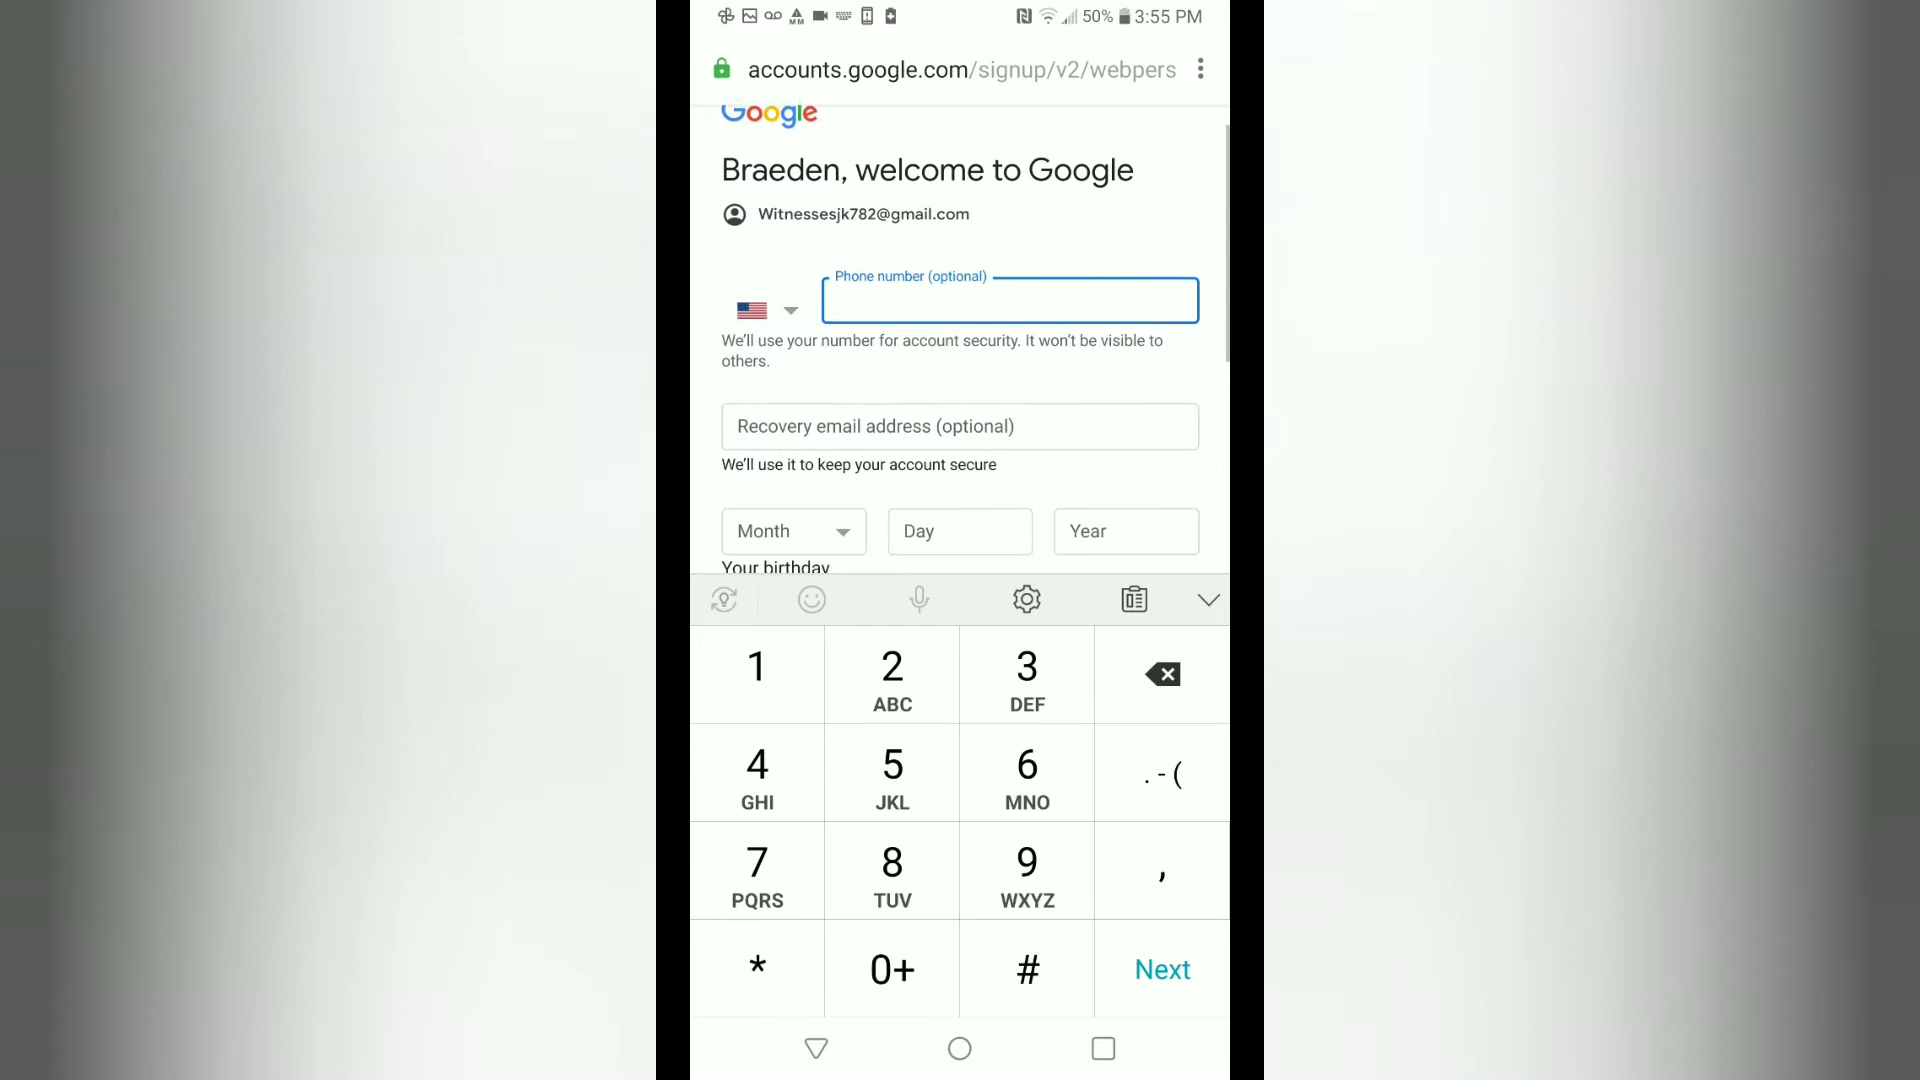 50% 3:55 PM
accounts.google.com/signup/v2/webpers
Google
Braeden, welcome to Google
Witnessesjk782@gmail.com
Phone number (optional)
We'll use your number for account security. It won't be visible to
others.
Recovery email address (optional)
We'll use it to keep your account secure
Month Day Year
Your birthday
1 2 3
ABC DEF
4 5 6 . - (
GHI JKL MNO
7 8 9 ,
PQRS TUV WXYZ
* 0+ # Next